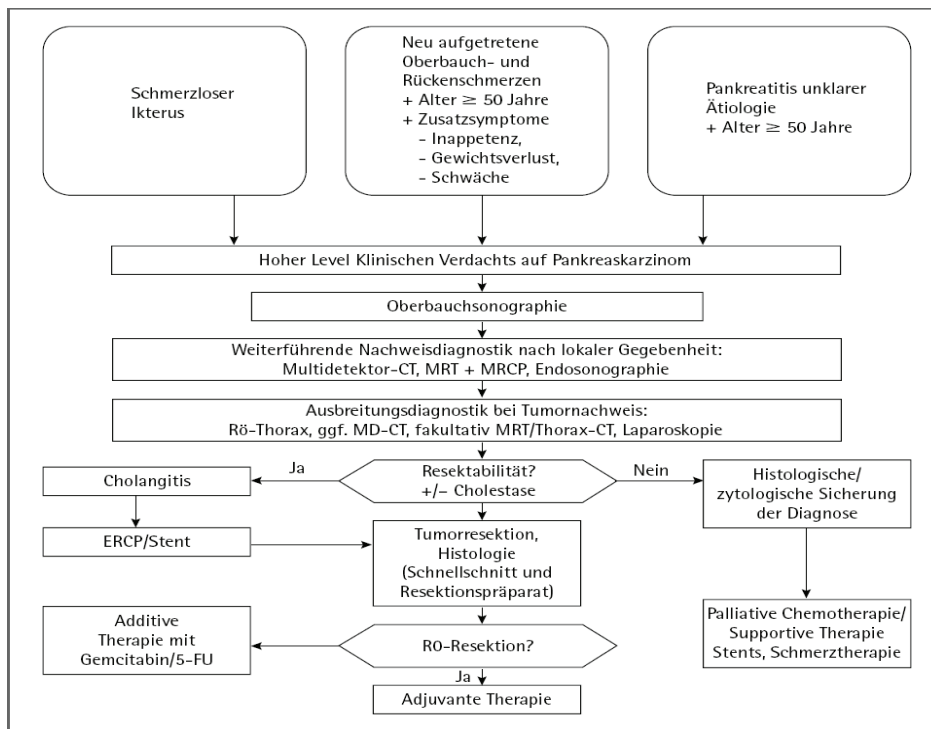 Schmerzloser
Ikterus
Neu aufgetretene
Oberbauch- und
Rückenschmerzen
+ Alter ≥ 50 Jahre
+ Zusatzsymptome
– Inappetenz,
– Gewichtsverlust,
– Schwäche
Pankreatitis unklarer
Ätiologie
+ Alter ≥ 50 Jahre
Hoher Level Klinischen Verdachts auf Pankreaskarzinom
Oberbauchsonographie
Weiterführende Nachweisdiagnostik nach lokaler Gegebenheit:
Multidetektor-CT, MRT + MRCP, Endosonographie
Ausbreitungsdiagnostik bei Tumornachweis:
Rö-Thorax, ggf. MD-CT, fakultativ MRT/Thorax-CT, Laparoskopie
Ja
Resektabilität?
+/– Cholestase
Nein
Cholangitis
Histologische/
zytologische Sicherung
der Diagnose
ERCP/Stent
Tumorresektion,
Histologie
(Schnellschnitt und
Resektionspräparat)
Additive
Therapie mit
Gemcitabin/5-FU
R0-Resektion?
Palliative Chemotherapie/
Supportive Therapie
Stents, Schmerztherapie
Ja
Adjuvante Therapie